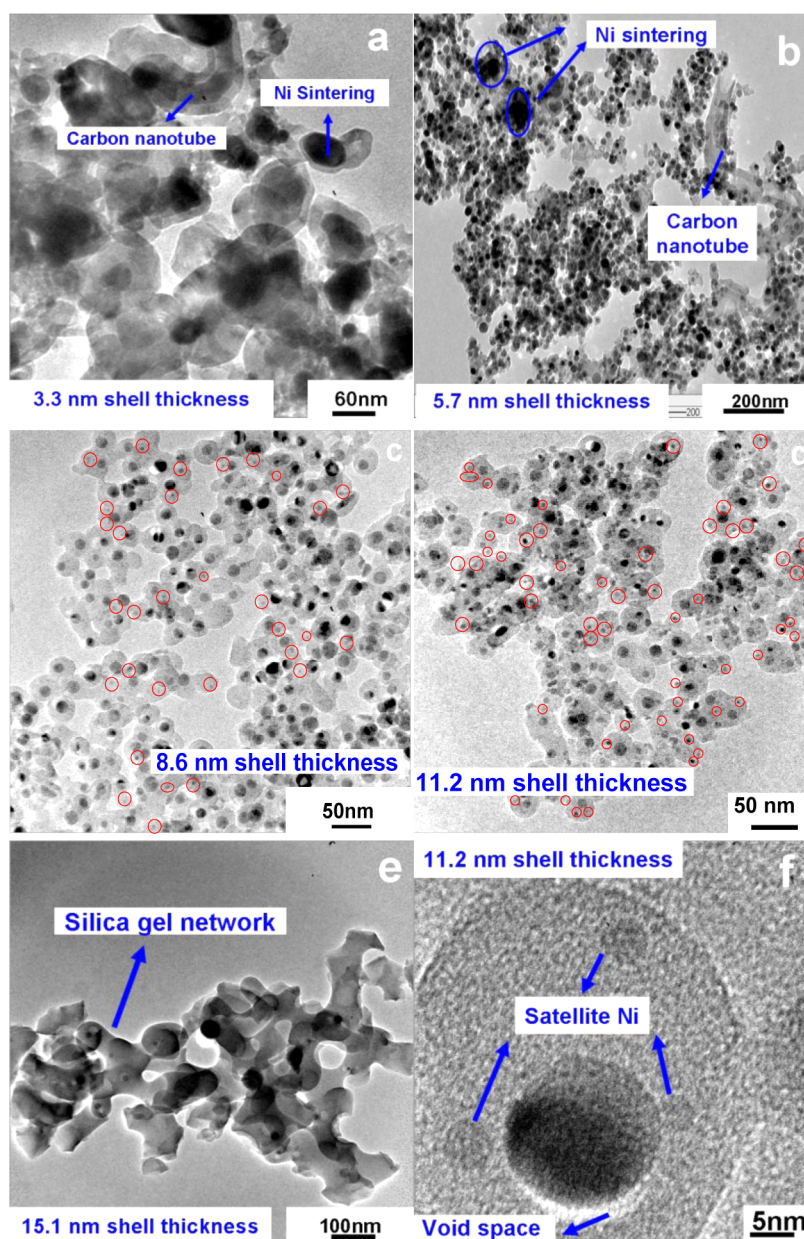 a
Ni Sintering
Carbon nanotube
3.3 nm shell thickness
60nm
Ni sintering
b
Carbon
nanotube
5.7 nm shell thickness
200
200nm
c
8.6 nm shell thickness
50nm
d
11.2 nm shell thickness
50 nm
e
Silica gel network
15.1 nm shell thickness
100nm
11.2 nm shell thickness
f
Satellite Ni
Void space
5nm